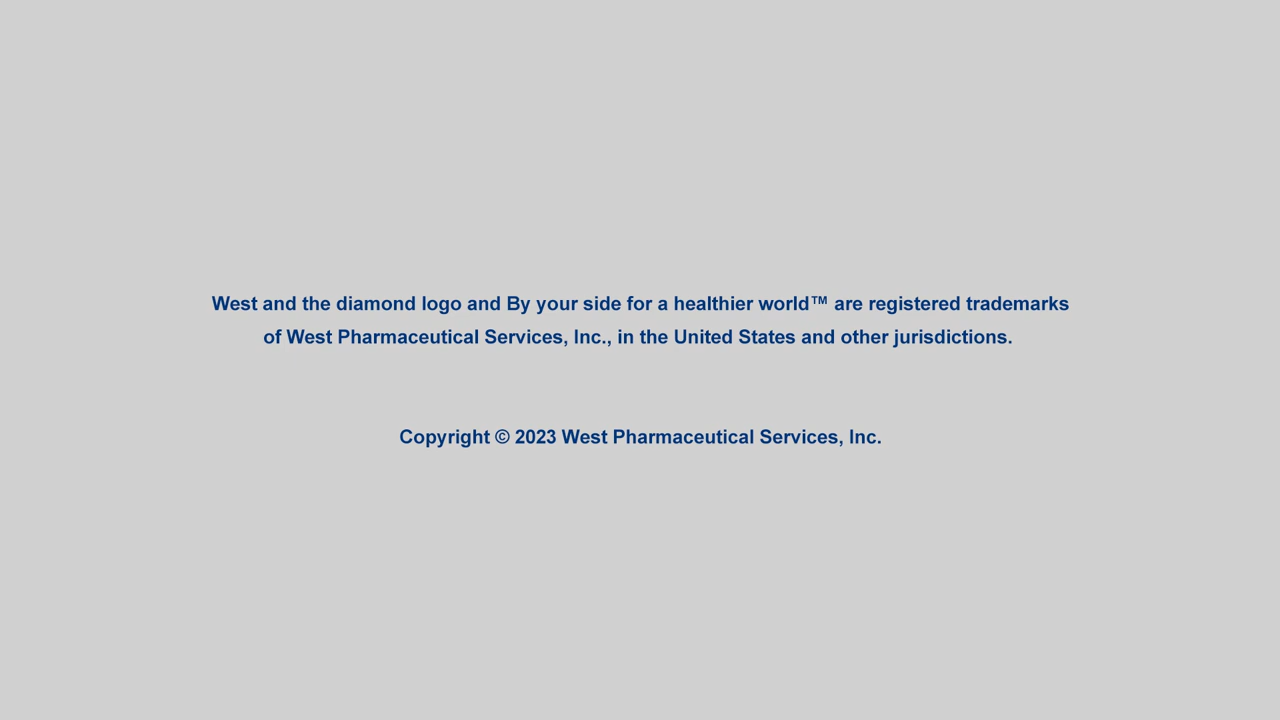 West and the diamond logo and By your side for a healthier world™ are registered trademarks
of West Pharmaceutical Services, Inc., in the United States and other jurisdictions.
Copyright © 2023 West Pharmaceutical Services, Inc.